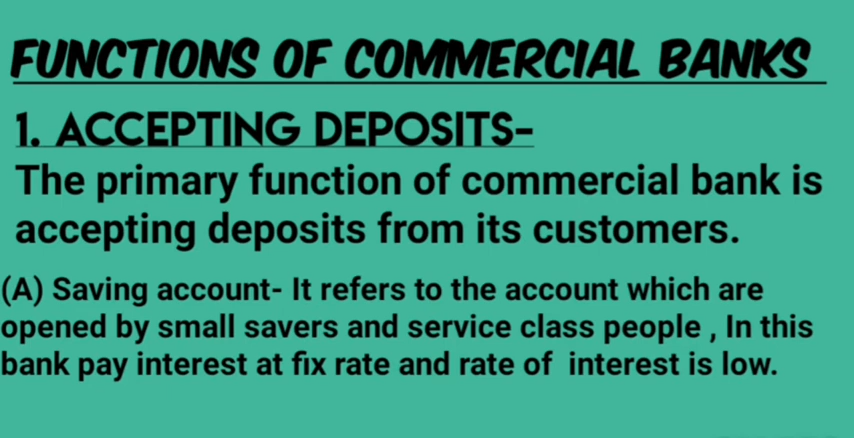 FUNCTIONS OF COMMERCIAL BANKS
1. ACCEPTING DEPOSITS-
The primary function of commercial bank is
accepting deposits from its customers.
(A) Saving account- It refers to the account which are
opened by small savers and service class people , In this
bank pay interest at fix rate and rate of interest is low.